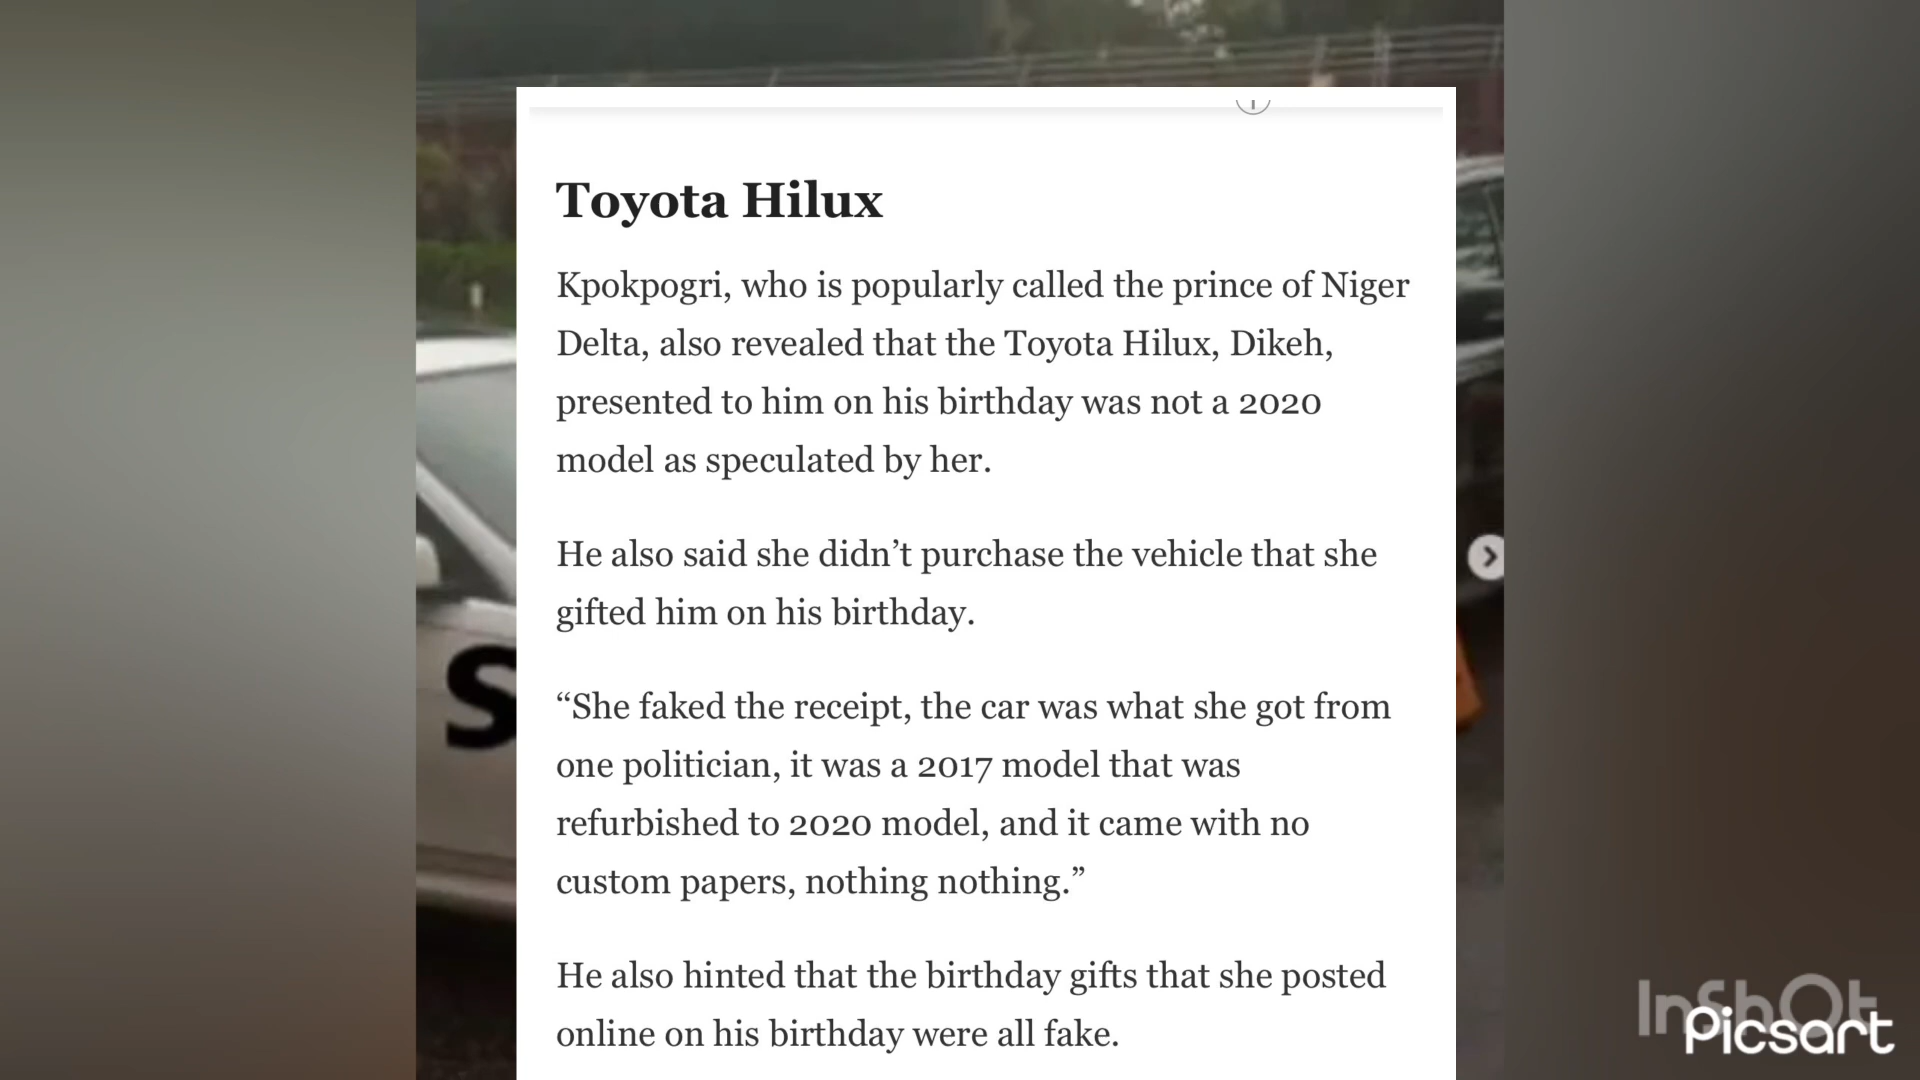 Toyota Hilux
Kpokpogri, who is popularly called the prince of Niger
Delta, also revealed that the Toyota Hilux, Dikeh,
presented to him on his birthday was not a 2020
model as speculated by her.
He also said she didn’t purchase the vehicle that she
gifted him on his birthday.
“She faked the receipt, the car was what she got from
one politician, it was a 2017 model that was
refurbished to 2020 model, and it came with no
custom papers, nothing nothing.”
He also hinted that the birthday gifts that she posted
online on his birthday were all fake.
S
InShOt
Picsart